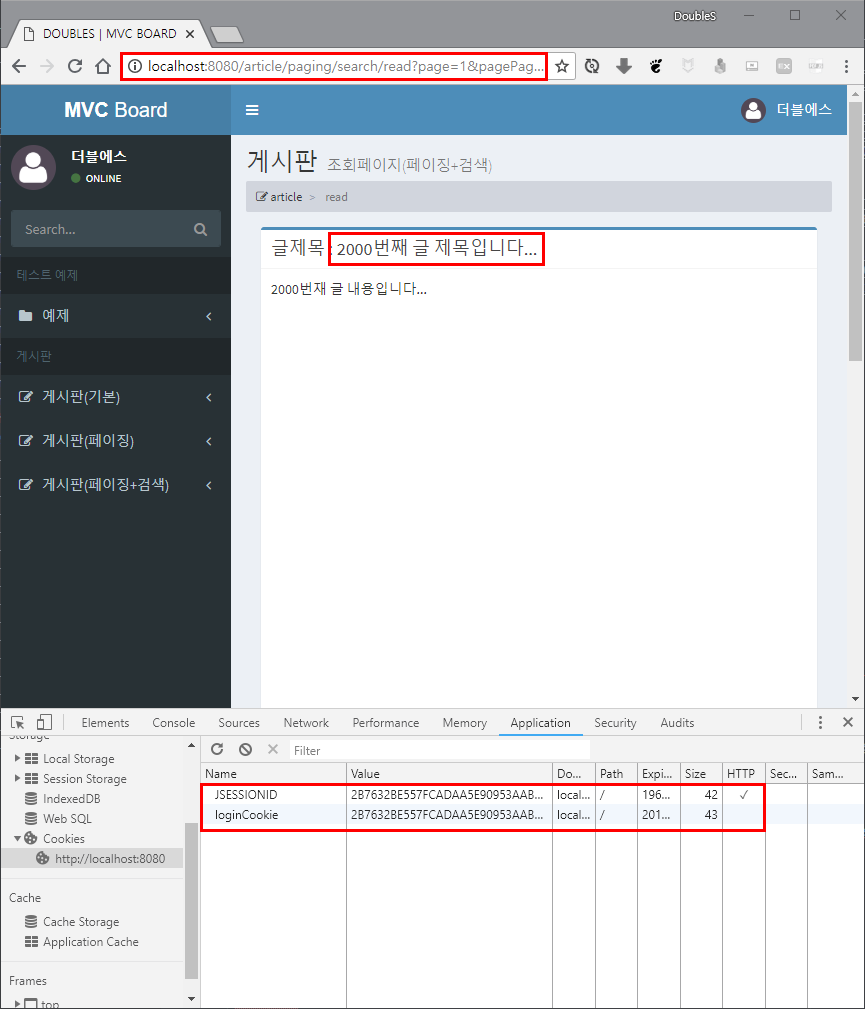 DoubleS
DOUBLES | MVC BOARD
localhost:8080/article/paging/search/read?page=1&pagePag...
MVC Board
더블에스
더블에스
ONLINE
Search...
테스트 예제
예제
게시판
게시판(기본)
게시판(페이징)
게시판(페이징+검색)
게시판 조회페이지(페이징+검색)
article > read
글제목 : 2000번째 글 제목입니다...
2000번재 글 내용입니다...
Elements Console Sources Network Performance Memory Application Security Audits
Storage
Local Storage
Session Storage
IndexedDB
Web SQL
Cookies
http://localhost:8080
Cache
Cache Storage
Application Cache
Frames
top
Filter
Name Value Do... Path Expi... Size HTTP Sec... Sam...
JSESSIONID 2B7632BE557FCADAA5E90953AAB... local... / 196... 42 ✓
loginCookie 2B7632BE557FCADAA5E90953AAB... local... / 201... 43